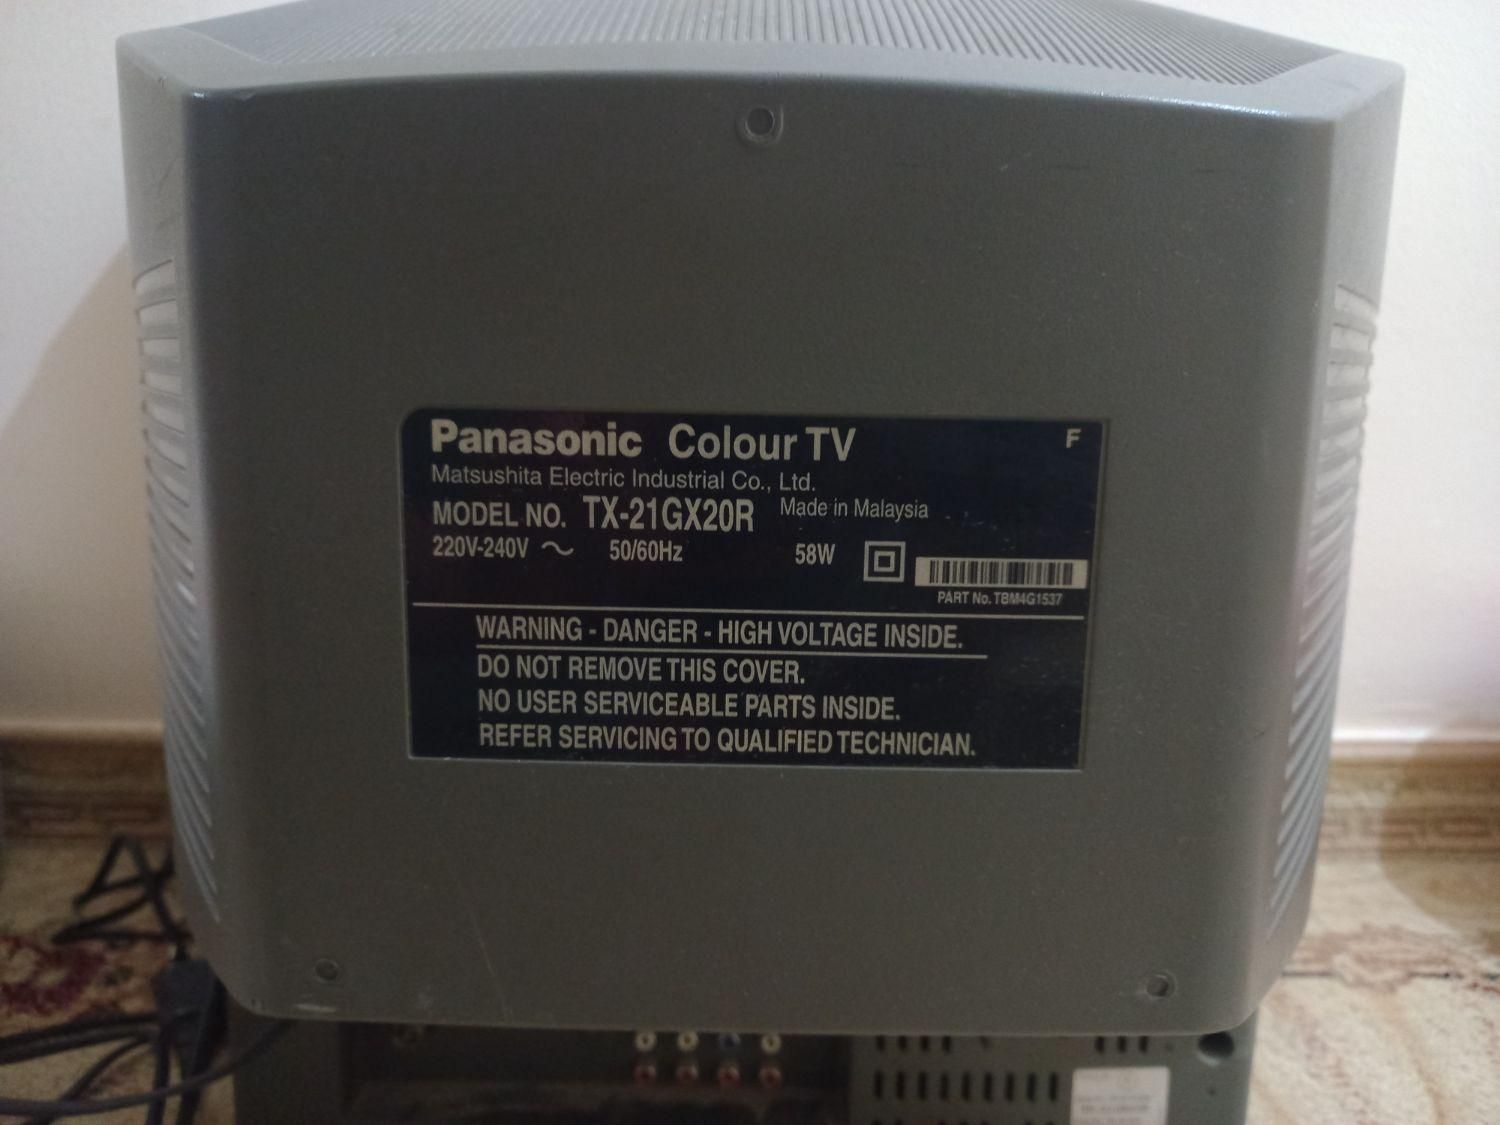 Panasonic Colour TV F
Matsushita Electric Industrial Co., Ltd.
MODEL NO. TX-21GX20R Made in Malaysia
220V-240V ~ 50/60Hz 58W
PART No. TBM4G1537
WARNING - DANGER - HIGH VOLTAGE INSIDE.
DO NOT REMOVE THIS COVER.
NO USER SERVICEABLE PARTS INSIDE.
REFER SERVICING TO QUALIFIED TECHNICIAN.